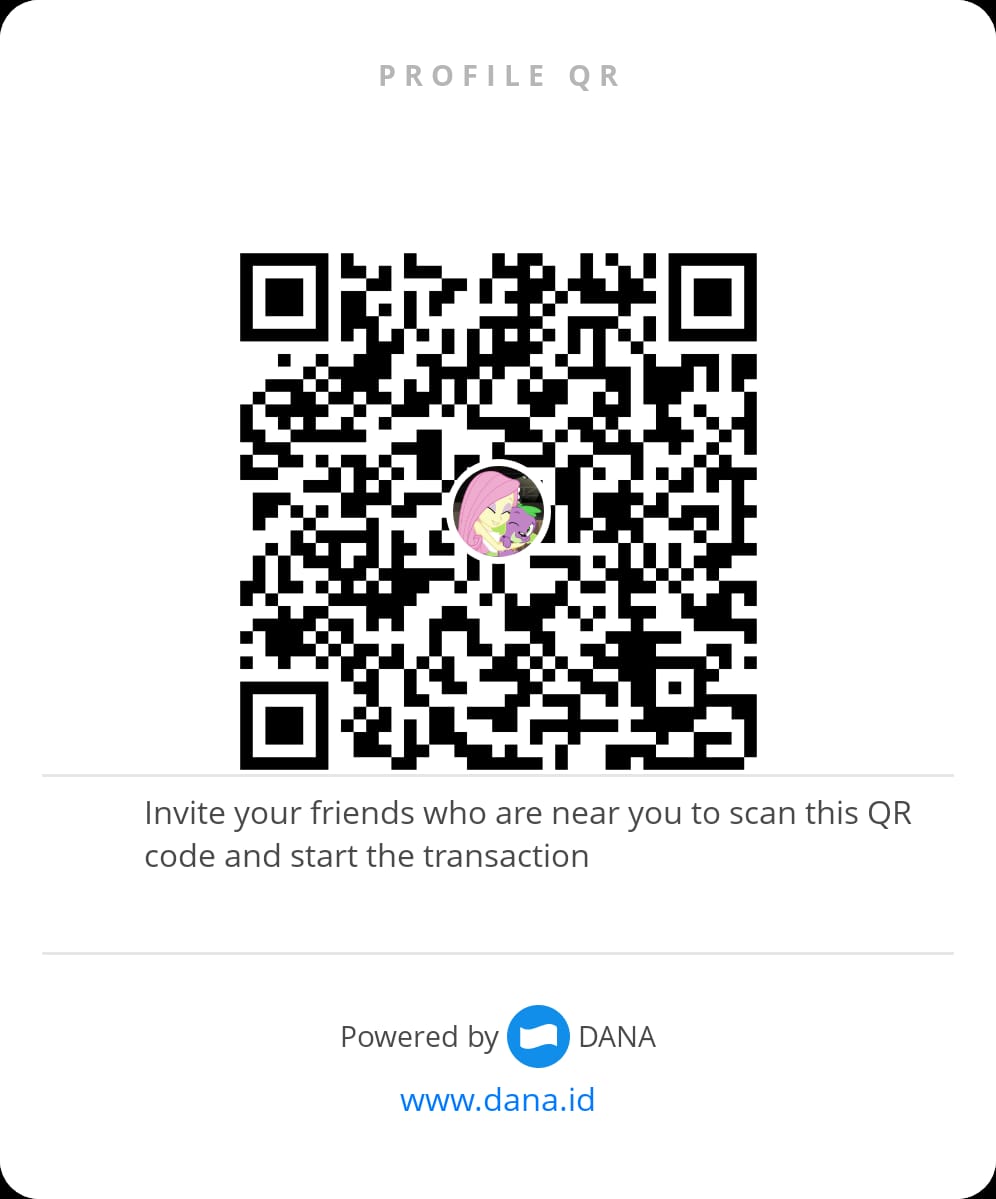 PROFILE QR
Invite your friends who are near you to scan this QR
code and start the transaction
Powered by DANA
www.dana.id